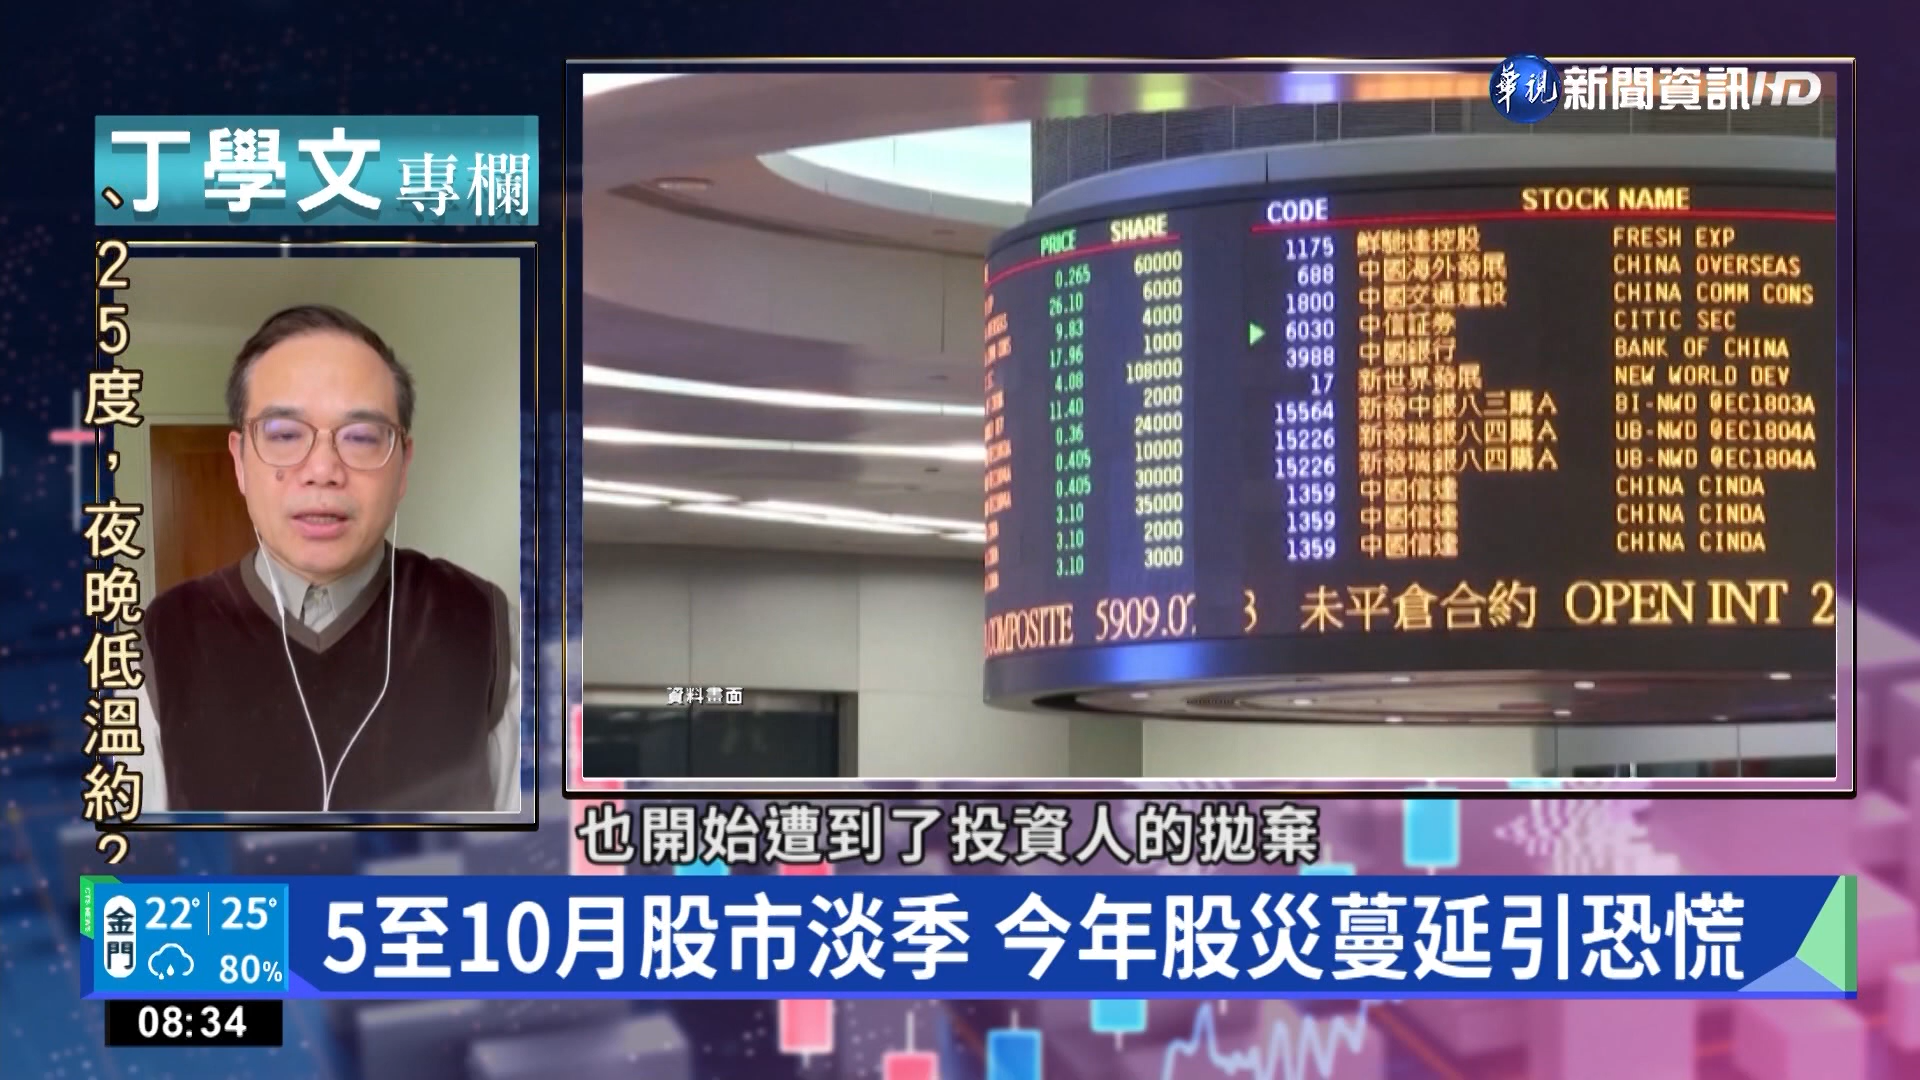 華視 新聞資訊HD
丁學文 專欄
、25度，夜晚低溫約2
PRICE SHARE CODE STOCK NAME
0.265 60000 1175 鮮馳達控股 FRESH EXP
26.10 6000 688 中國海外發展 CHINA OVERSEAS
9.83 4000 1800 中國交通建設 CHINA COMM CONS
17.96 1000 6030 中信証券 CITIC SEC
4.08 108000 3988 中國銀行 BANK OF CHINA
11.40 2000 17 新世界發展 NEW WORLD DEV
0.36 24000 15564 新發中銀八三購A BI-NWD @EC1803A
0.405 10000 15226 新發瑞銀八四購A UB-NWD @EC1804A
0.405 30000 15226 新發瑞銀八四購A UB-NWD @EC1804A
3.10 35000 1359 中國信達 CHINA CINDA
3.10 2000 1359 中國信達 CHINA CINDA
3.10 3000 1359 中國信達 CHINA CINDA
COMPOSITE 5909.07 3 未平倉合約 OPEN INT 2
資料畫面
也開始遭到了投資人的拋棄
5至10月股市淡季 今年股災蔓延引恐慌
CTS NEWS
金門 22° 25°
80%
08:34